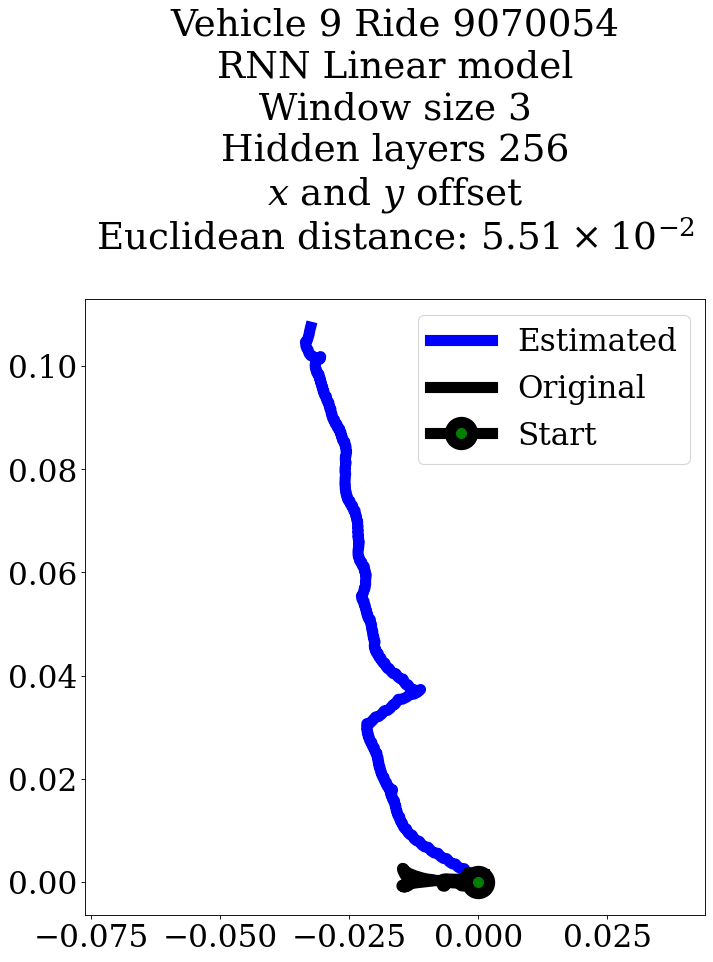 Vehicle 9 Ride 9070054
RNN Linear model
Window size 3
Hidden layers 256
x and y offset
Euclidean distance: 5.51 × 10⁻²
Estimated
Original
Start
0.10
0.08
0.06
0.04
0.02
0.00
−0.075 −0.050 −0.025 0.000 0.025